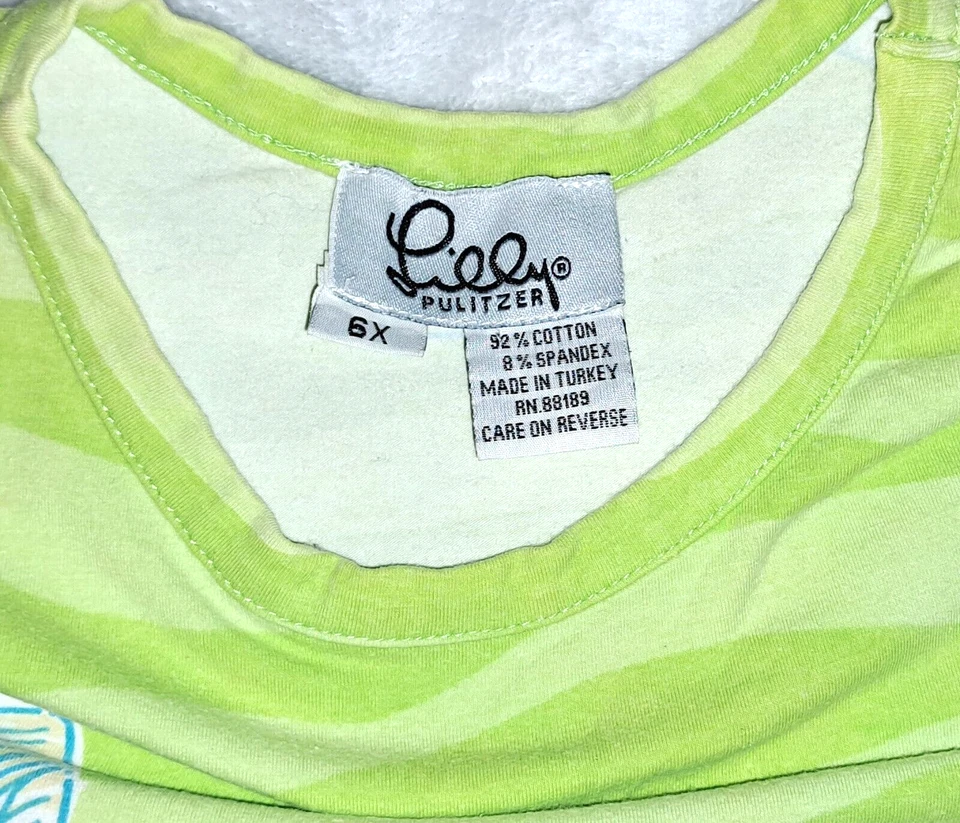 Lilly®
PULITZER
6X
92% COTTON
8% SPANDEX
MADE IN TURKEY
RN.88189
CARE ON REVERSE